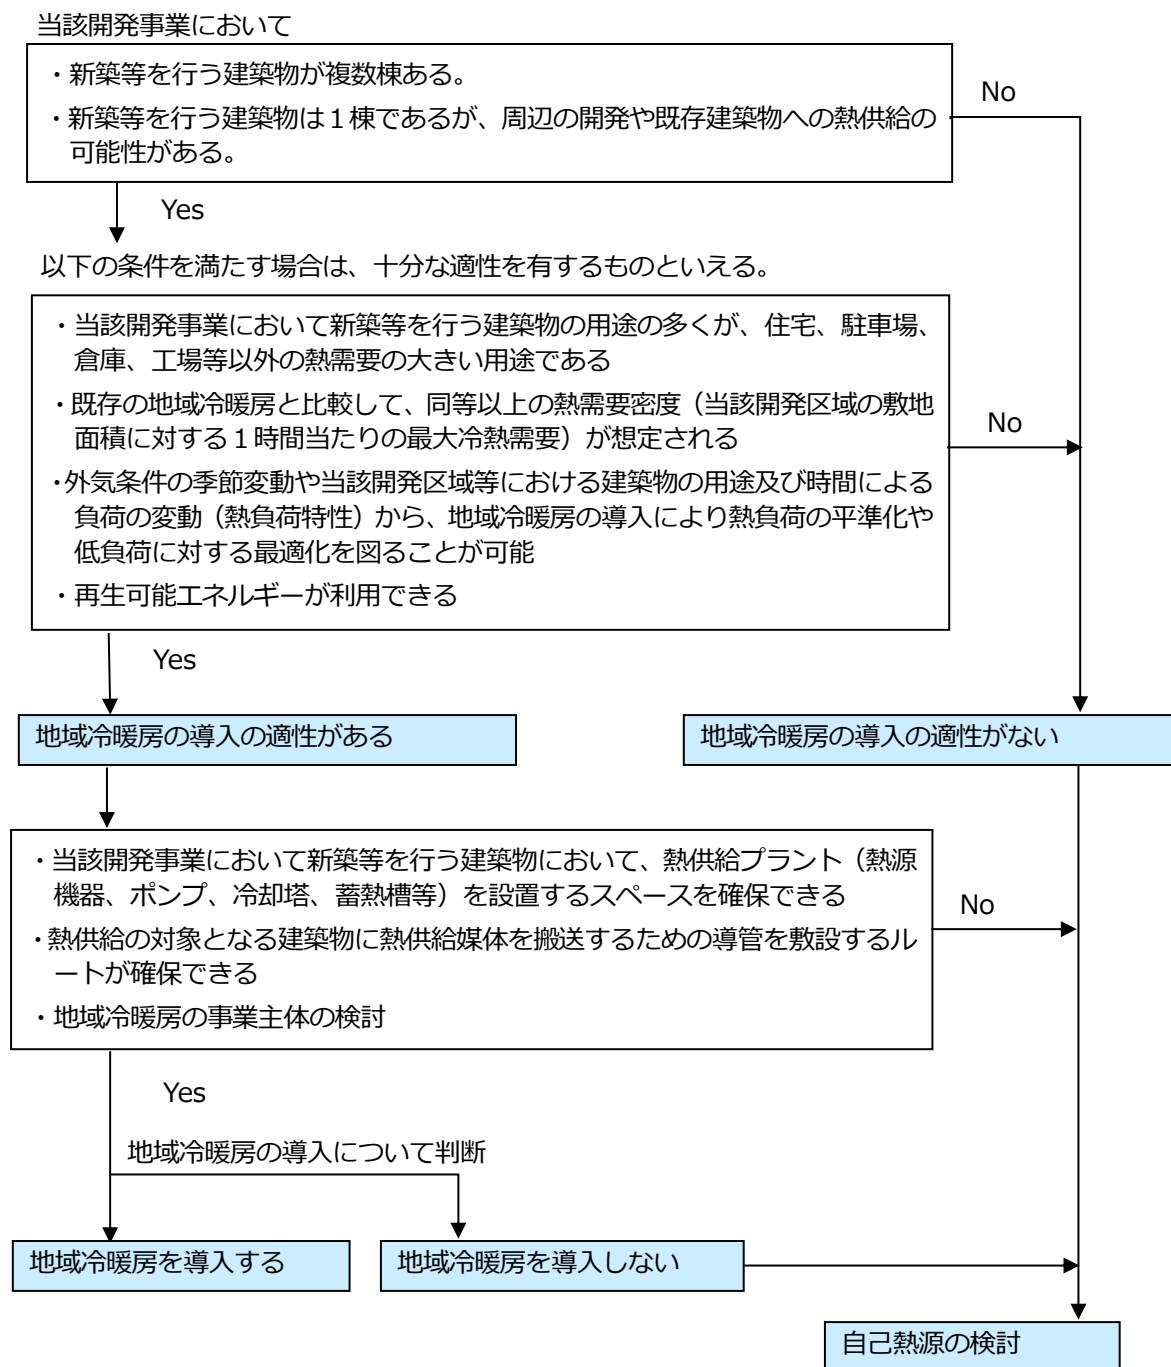 当該開発事業において
・新築等を行う建築物が複数棟ある。
・新築等を行う建築物は１棟であるが、周辺の開発や既存建築物への熱供給の
可能性がある。
No
Yes
以下の条件を満たす場合は、十分な適性を有するものといえる。
・当該開発事業において新築等を行う建築物の用途の多くが、住宅、駐車場、
倉庫、工場等以外の熱需要の大きい用途である
・既存の地域冷暖房と比較して、同等以上の熱需要密度（当該開発区域の敷地
面積に対する１時間当たりの最大冷熱需要）が想定される
No
・外気条件の季節変動や当該開発区域等における建築物の用途及び時間による
負荷の変動（熱負荷特性）から、地域冷暖房の導入により熱負荷の平準化や
低負荷に対する最適化を図ることが可能
・再生可能エネルギーが利用できる
Yes
地域冷暖房の導入の適性がある
地域冷暖房の導入の適性がない
・当該開発事業において新築等を行う建築物において、熱供給プラント（熱源
機器、ポンプ、冷却塔、蓄熱槽等）を設置するスペースを確保できる
No
・熱供給の対象となる建築物に熱供給媒体を搬送するための導管を敷設するル
ートが確保できる
・地域冷暖房の事業主体の検討
Yes
地域冷暖房の導入について判断
地域冷暖房を導入する
地域冷暖房を導入しない
自己熱源の検討